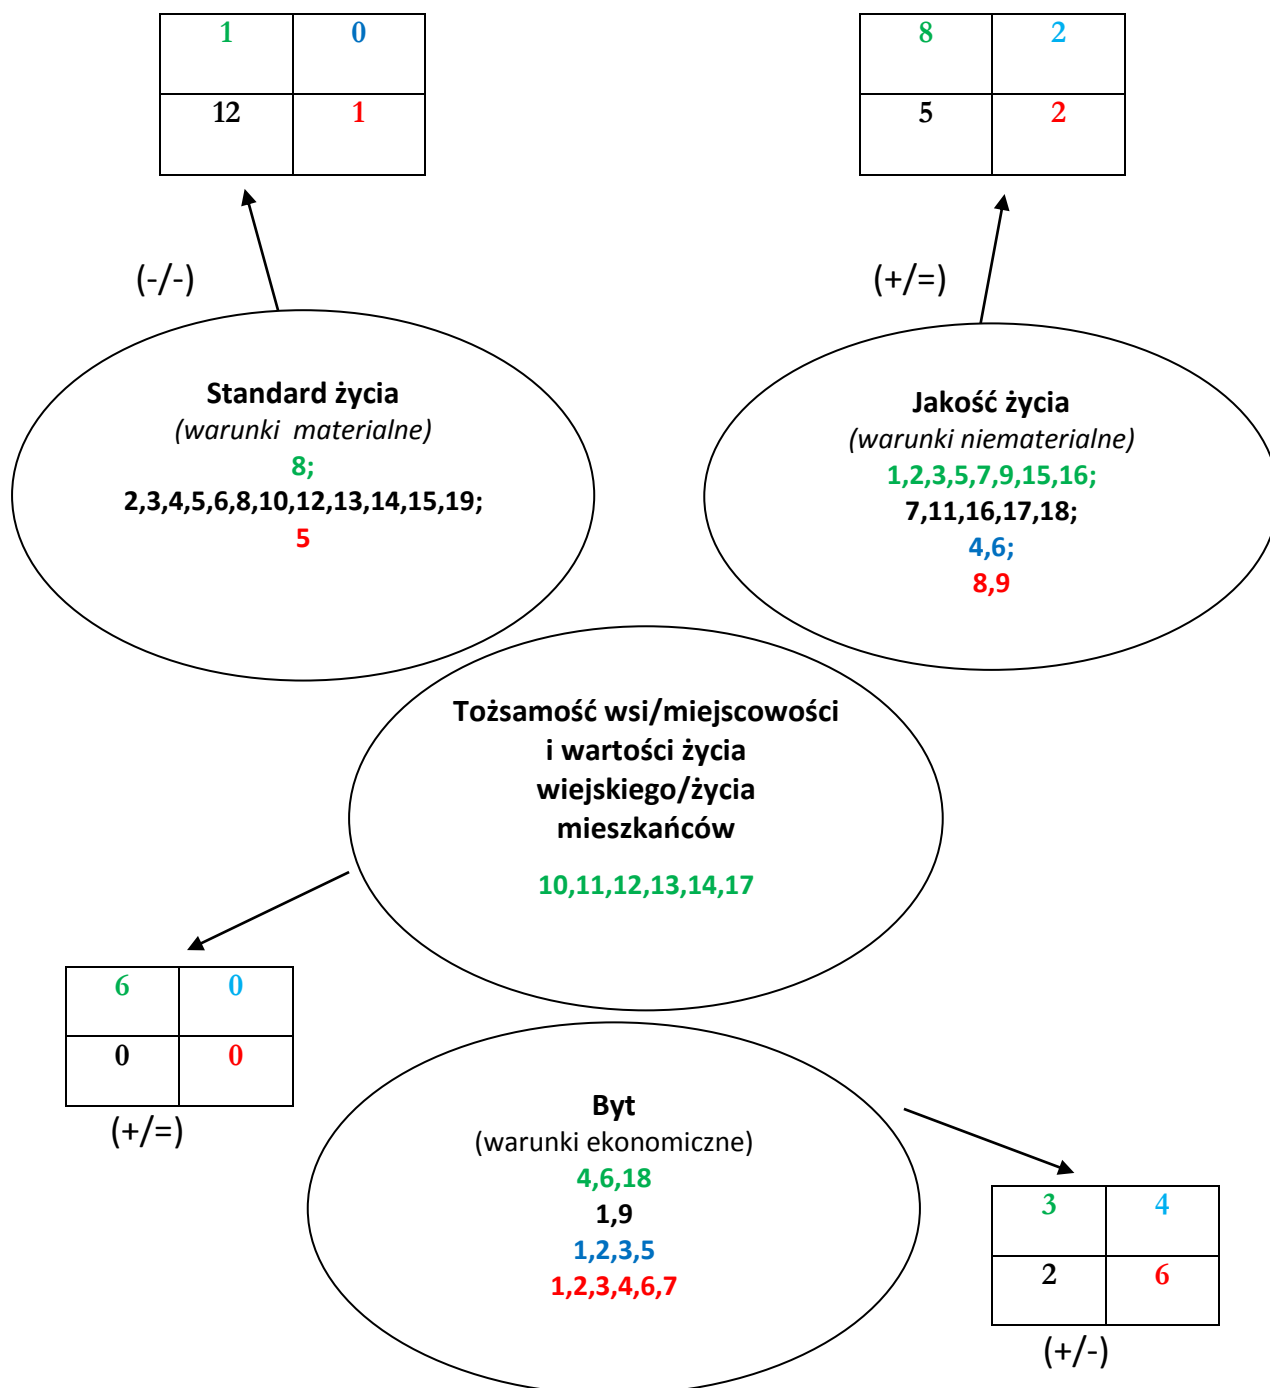 1 0
12 1
8 2
5 2
(-/-)
(+/=)
Standard życia
(warunki materialne)
8;
2,3,4,5,6,8,10,12,13,14,15,19;
5
Jakość życia
(warunki niematerialne)
1,2,3,5,7,9,15,16;
7,11,16,17,18;
4,6;
8,9
Tożsamość wsi/miejscowości
i wartości życia
wiejskiego/życia
mieszkańców
10,11,12,13,14,17
6 0
0 0
(+/=)
Byt
(warunki ekonomiczne)
4,6,18
1,9
1,2,3,5
1,2,3,4,6,7
3 4
2 6
(+/-)